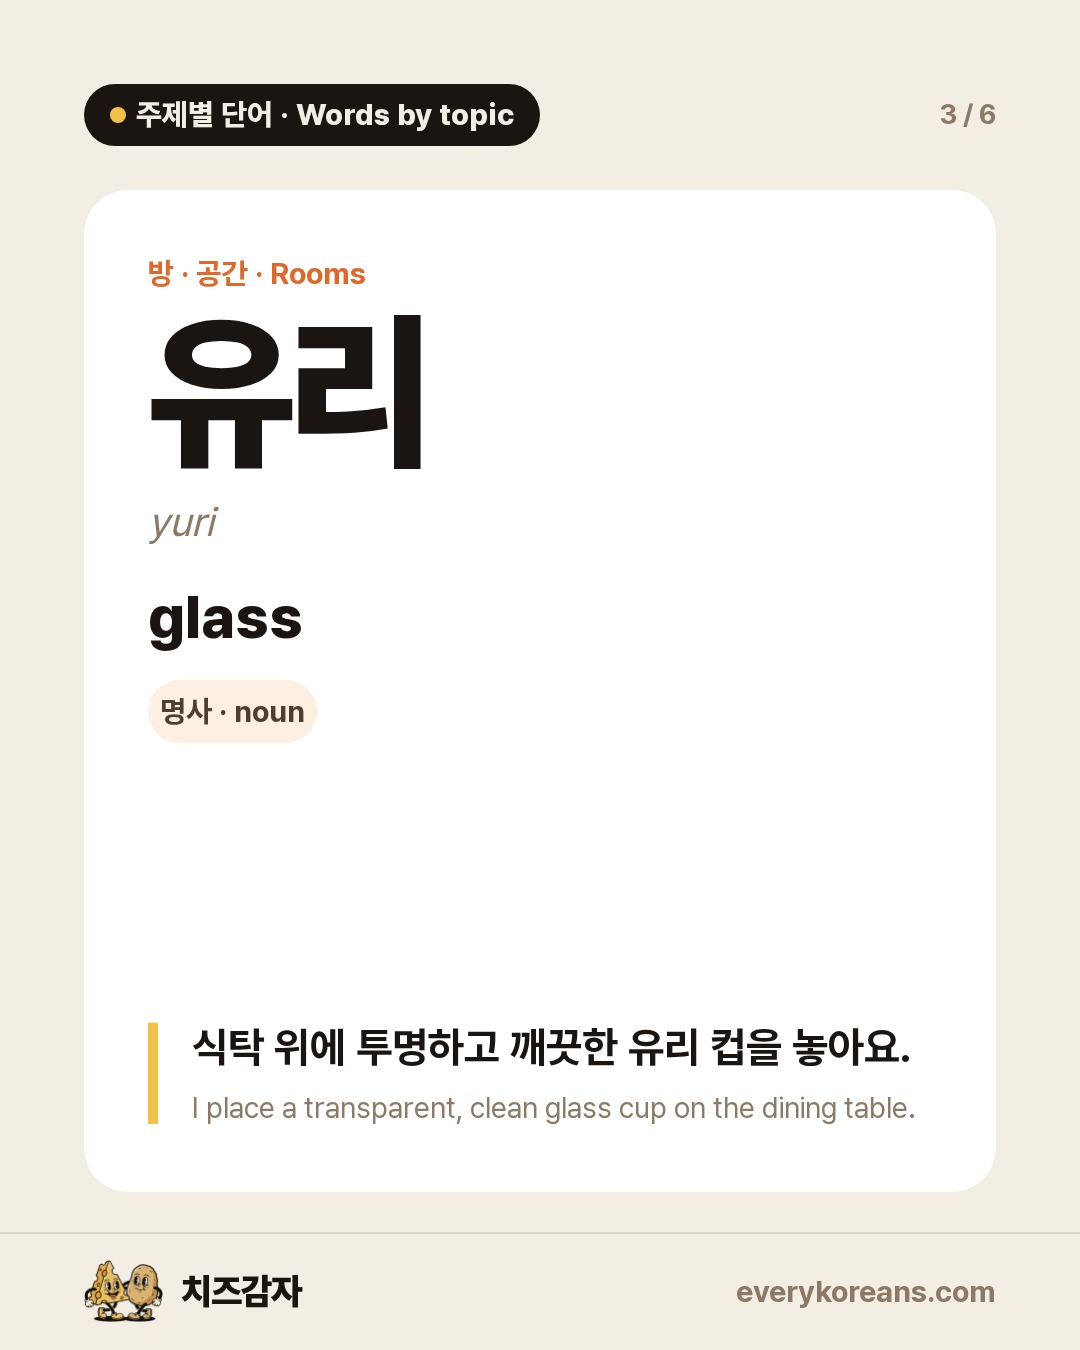 주제별 단어 · Words by topic
3 / 6
방 · 공간 · Rooms
유리
yuri
glass
명사 · noun
식탁 위에 투명하고 깨끗한 유리 컵을 놓아요.
I place a transparent, clean glass cup on the dining table.
치즈감자
everykoreans.com